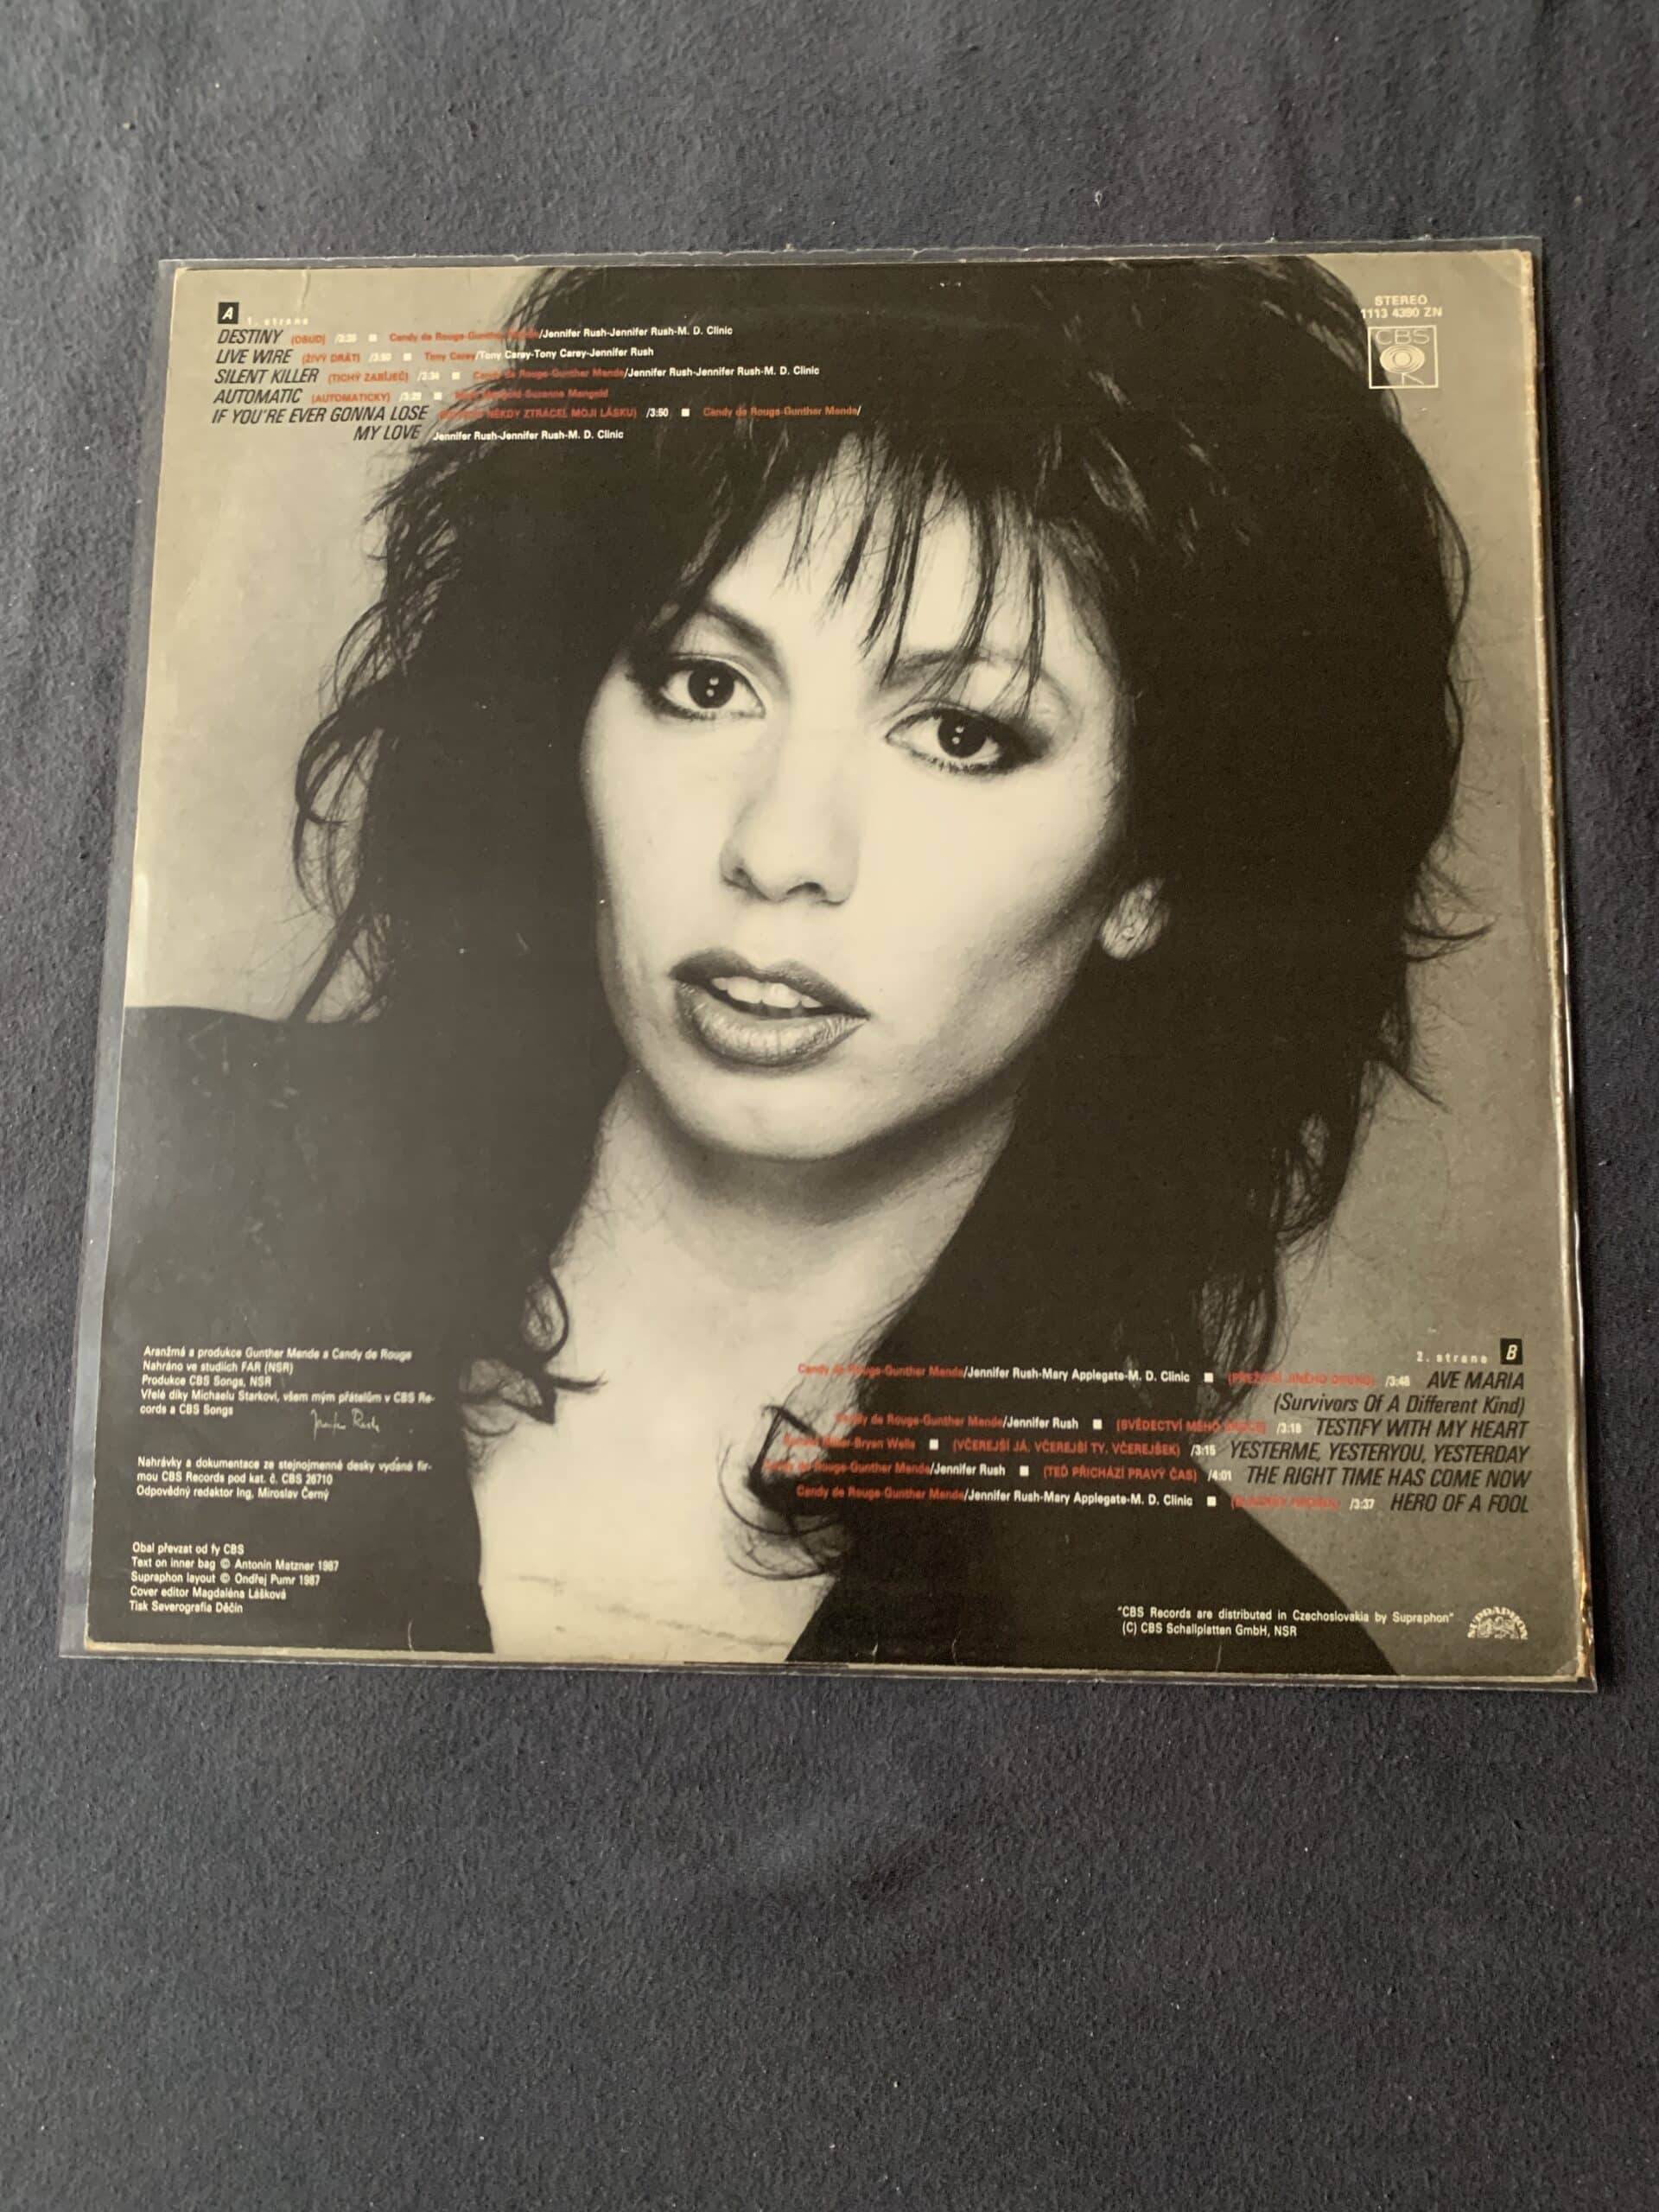 A 1. strana
DESTINY (OSUD) /3:35 ■ Candy de Rouge-Gunther Mende/Jennifer Rush-Jennifer Rush-M. D. Clinic
LIVE WIRE (ŽIVÝ DRÁT) ■ Tony Carey/Tony Carey-Tony Carey-Jennifer Rush
SILENT KILLER (TICHÝ ZABÍJEČ) /2:34 ■ Candy de Rouge-Gunther Mende/Jennifer Rush-Jennifer Rush-M. D. Clinic
AUTOMATIC (AUTOMATICKY) ■ Mangold-Suzanne Mangold
IF YOU'RE EVER GONNA LOSE NĚKDY ZTRÁCEL MOJI LÁSKU) /3:50 ■ Candy de Rouge-Gunther Mende/
MY LOVE Jennifer Rush-Jennifer Rush-M. D. Clinic
STEREO
1113 4390 ZN
CBS
Aranžmá a produkce Gunther Mende a Candy de Rouge
Nahráno ve studiích FAR (NSR)
Produkce CBS Songs, NSR
Vřelé díky Michaelu Starkovi, všem mým přátelům v CBS Re-
cords a CBS Songs
Jennifer Rush
Nahrávky a dokumentace ze stejnojmenné desky vydané fir-
mou CBS Records pod kat. č. CBS 26710
Odpovědný redaktor Ing, Miroslav Černý
Obal převzat od fy CBS
Text on inner bag © Antonín Matzner 1987
Supraphon layout © Ondřej Pumr 1987
Cover editor Magdaléna Lášková
Tisk Severografia Děčín
2. strana B
Candy de Rouge-Gunther Mende/Jennifer Rush-Mary Applegate-M. D. Clinic ■ /3:48 AVE MARIA
(Survivors Of A Different Kind)
Candy de Rouge-Gunther Mende/Jennifer Rush ■ (SVĚDECTVÍ MÉHO SRDCE) /3:18 TESTIFY WITH MY HEART
Bryan Wells ■ (VČEREJŠÍ JÁ, VČEREJŠÍ TY, VČEREJŠEK) /3:15 YESTERME, YESTERYOU, YESTERDAY
Candy de Rouge-Gunther Mende/Jennifer Rush ■ (TEĎ PŘICHÁZÍ PRAVÝ ČAS) /4:01 THE RIGHT TIME HAS COME NOW
Candy de Rouge-Gunther Mende/Jennifer Rush-Mary Applegate-M. D. Clinic ■ /3:37 HERO OF A FOOL
"CBS Records are distributed in Czechoslovakia by Supraphon"
(C) CBS Schallplatten GmbH, NSR
SUPRAPHON